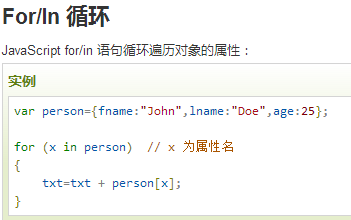 For/In 循环
JavaScript for/in 语句循环遍历对象的属性：
实例
var person={fname:"John",lname:"Doe",age:25};
for (x in person)  // x 为属性名
{
    txt=txt + person[x];
}